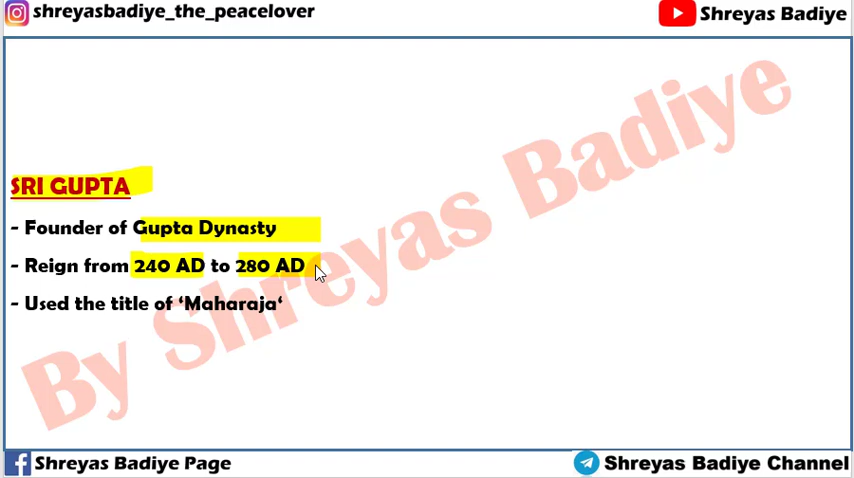 shreyasbadiye_the_peacelover
Shreyas Badiye
SRI GUPTA
- Founder of Gupta Dynasty
- Reign from 240 AD to 280 AD
- Used the title of ‘Maharaja‘
By Shreyas Badiye
Shreyas Badiye Page
Shreyas Badiye Channel